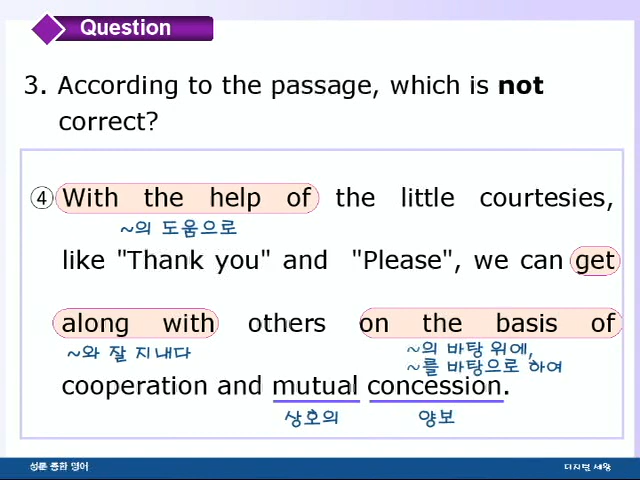 Question
3. According to the passage, which is not
correct?
④ With the help of the little courtesies,
~의 도움으로
like "Thank you" and "Please", we can get
along with others on the basis of
~와 잘 지내다
~의 바탕 위에,
~를 바탕으로 하여
cooperation and mutual concession.
상호의 양보
성문 종합 영어 디지털 세왕